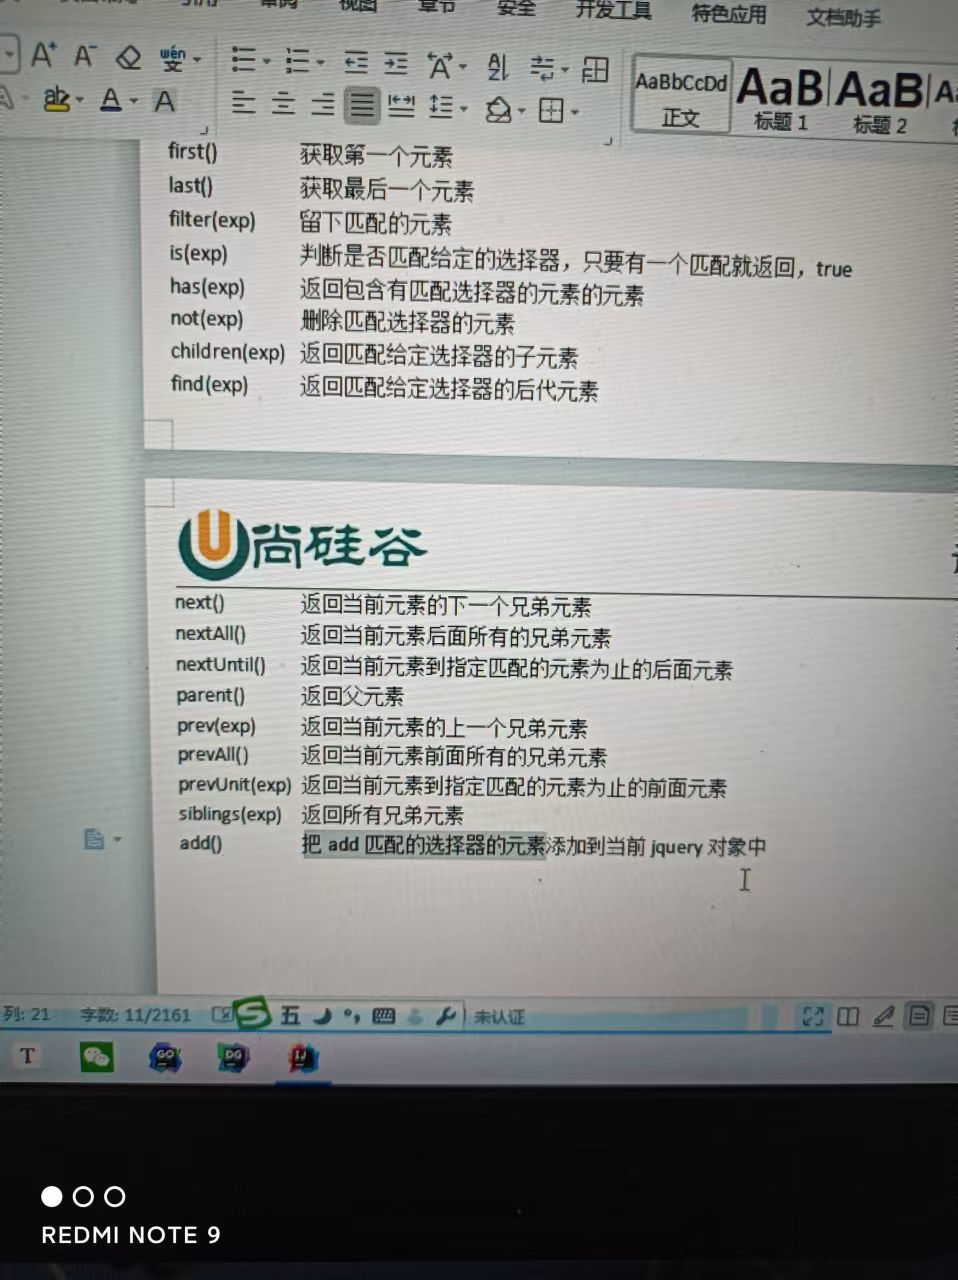 视图 章节 安全 开发工具 特色应用 文档助手
wén
文
AaBbCcDd AaB AaB
正文 标题 1 标题 2
first() 获取第一个元素
last() 获取最后一个元素
filter(exp) 留下匹配的元素
is(exp) 判断是否匹配给定的选择器，只要有一个匹配就返回，true
has(exp) 返回包含有匹配选择器的元素的元素
not(exp) 删除匹配选择器的元素
children(exp) 返回匹配给定选择器的子元素
find(exp) 返回匹配给定选择器的后代元素
尚硅谷
next() 返回当前元素的下一个兄弟元素
nextAll() 返回当前元素后面所有的兄弟元素
nextUntil() 返回当前元素到指定匹配的元素为止的后面元素
parent() 返回父元素
prev(exp) 返回当前元素的上一个兄弟元素
prevAll() 返回当前元素前面所有的兄弟元素
prevUnit(exp) 返回当前元素到指定匹配的元素为止的前面元素
siblings(exp) 返回所有兄弟元素
add() 把 add 匹配的选择器的元素添加到当前 jquery 对象中
列: 21 字数: 11/2161 五 未认证
T GO DG IJ
REDMI NOTE 9